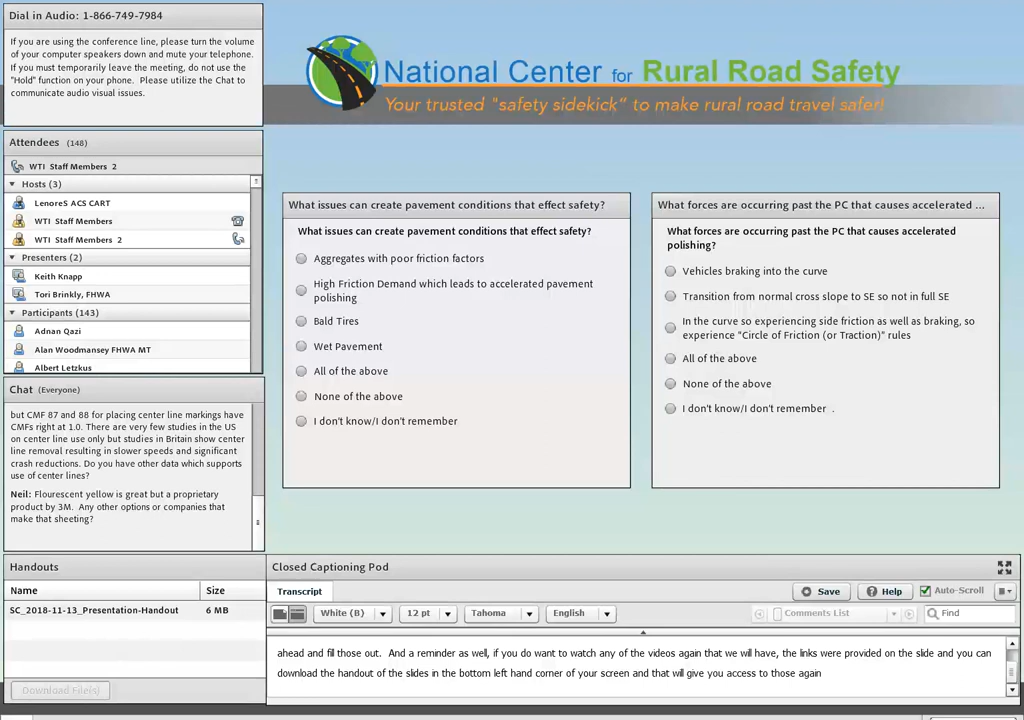 Dial in Audio: 1-866-749-7984
If you are using the conference line, please turn the volume
of your computer speakers down and mute your telephone.
If you must temporarily leave the meeting, do not use the
"Hold" function on your phone.  Please utilize the Chat to
communicate audio visual issues.
National Center for Rural Road Safety
Your trusted "safety sidekick" to make rural road travel safer!
Attendees (148)
WTI Staff Members 2
Hosts (3)
LenoreS ACS CART
WTI Staff Members
WTI Staff Members 2
Presenters (2)
Keith Knapp
Tori Brinkly, FHWA
Participants (143)
Adnan Qazi
Alan Woodmansey FHWA MT
Albert Letzkus
What issues can create pavement conditions that effect safety?
What issues can create pavement conditions that effect safety?
Aggregates with poor friction factors
High Friction Demand which leads to accelerated pavement
polishing
Bald Tires
Wet Pavement
All of the above
None of the above
I don't know/I don't remember
What forces are occurring past the PC that causes accelerated ...
What forces are occurring past the PC that causes accelerated
polishing?
Vehicles braking into the curve
Transition from normal cross slope to SE so not in full SE
In the curve so experiencing side friction as well as braking, so
experience "Circle of Friction (or Traction)" rules
All of the above
None of the above
I don't know/I don't remember .
Chat (Everyone)
but CMF 87 and 88 for placing center line markings have
CMFs right at 1.0. There are very few studies in the US
on center line use only but studies in Britain show center
line removal resulting in slower speeds and significant
crash reductions. Do you have other data which supports
use of center lines?
Neil: Flourescent yellow is great but a proprietary
product by 3M.  Any other options or companies that
make that sheeting?
Handouts
Name Size
SC_2018-11-13_Presentation-Handout 6 MB
Download File(s)
Closed Captioning Pod
Transcript
Save
Help
Auto-Scroll
White (B)
12 pt
Tahoma
English
Comments List
Find
ahead and fill those out.  And a reminder as well, if you do want to watch any of the videos again that we will have, the links were provided on the slide and you can
download the handout of the slides in the bottom left hand corner of your screen and that will give you access to those again